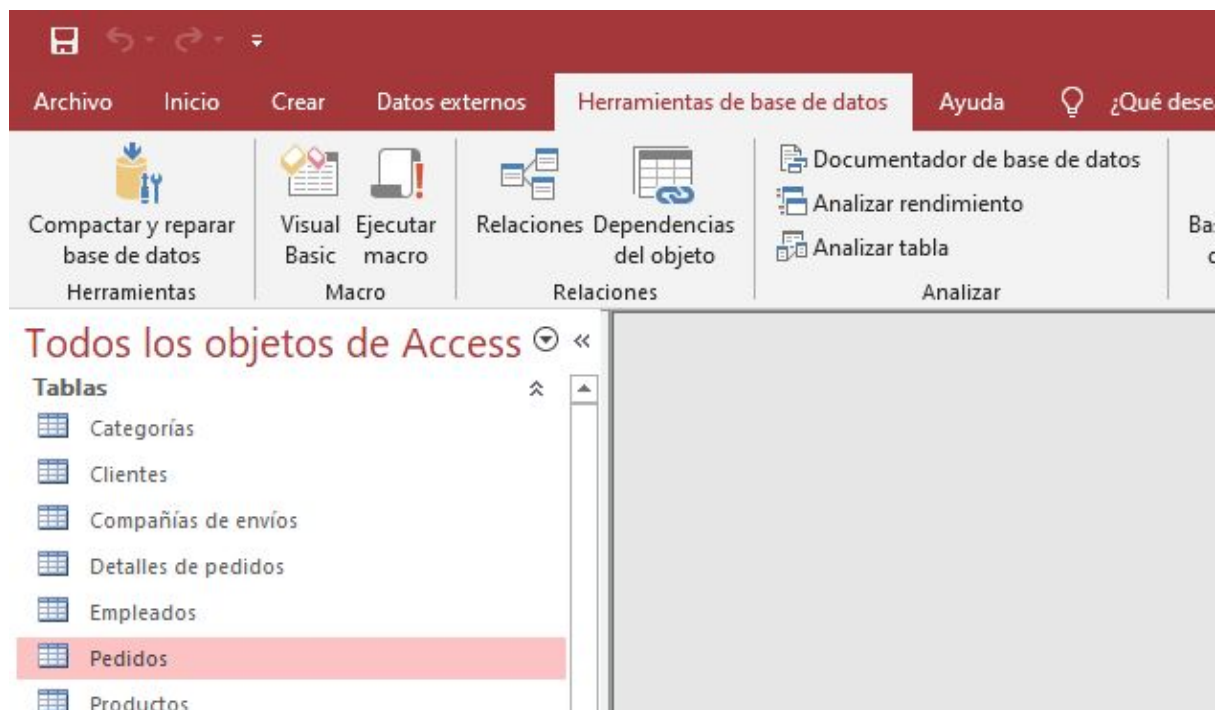 Archivo Inicio Crear Datos externos Herramientas de base de datos Ayuda ¿Qué dese
Compactar y reparar
base de datos
Herramientas
Visual
Basic
Ejecutar
macro
Macro
Relaciones
Dependencias
del objeto
Relaciones
Documentador de base de datos
Analizar rendimiento
Analizar tabla
Analizar
Todos los objetos de Access
Tablas
Categorías
Clientes
Compañías de envíos
Detalles de pedidos
Empleados
Pedidos
Productos